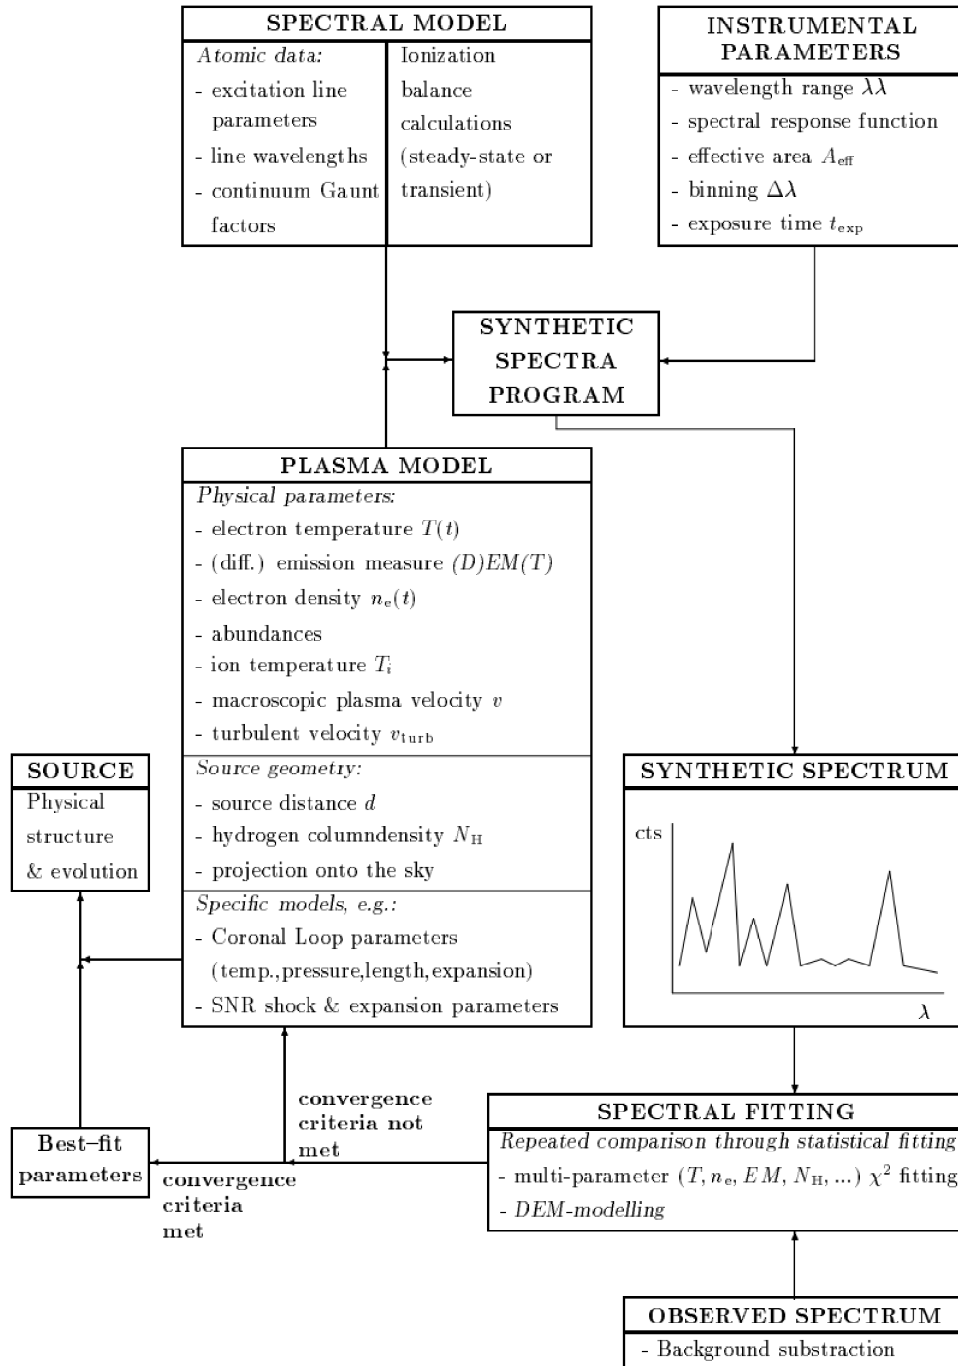 SPECTRAL MODEL
Atomic data:
- excitation line
parameters
- line wavelengths
- continuum Gaunt
factors
Ionization
balance
calculations
(steady-state or
transient)
INSTRUMENTAL
PARAMETERS
- wavelength range λλ
- spectral response function
- effective area A_eff
- binning Δλ
- exposure time t_exp
SYNTHETIC
SPECTRA
PROGRAM
PLASMA MODEL
Physical parameters:
- electron temperature T(t)
- (diff.) emission measure (D)EM(T)
- electron density n_e(t)
- abundances
- ion temperature T_i
- macroscopic plasma velocity v
- turbulent velocity v_turb
Source geometry:
- source distance d
- hydrogen columndensity N_H
- projection onto the sky
Specific models, e.g.:
- Coronal Loop parameters
(temp.,pressure,length,expansion)
- SNR shock & expansion parameters
SOURCE
Physical
structure
& evolution
SYNTHETIC SPECTRUM
cts
λ
convergence
criteria not
met
SPECTRAL FITTING
Repeated comparison through statistical fitting
- multi-parameter (T, n_e, EM, N_H, ...) χ² fitting
- DEM-modelling
Best–fit
parameters
convergence
criteria
met
OBSERVED SPECTRUM
- Background substraction